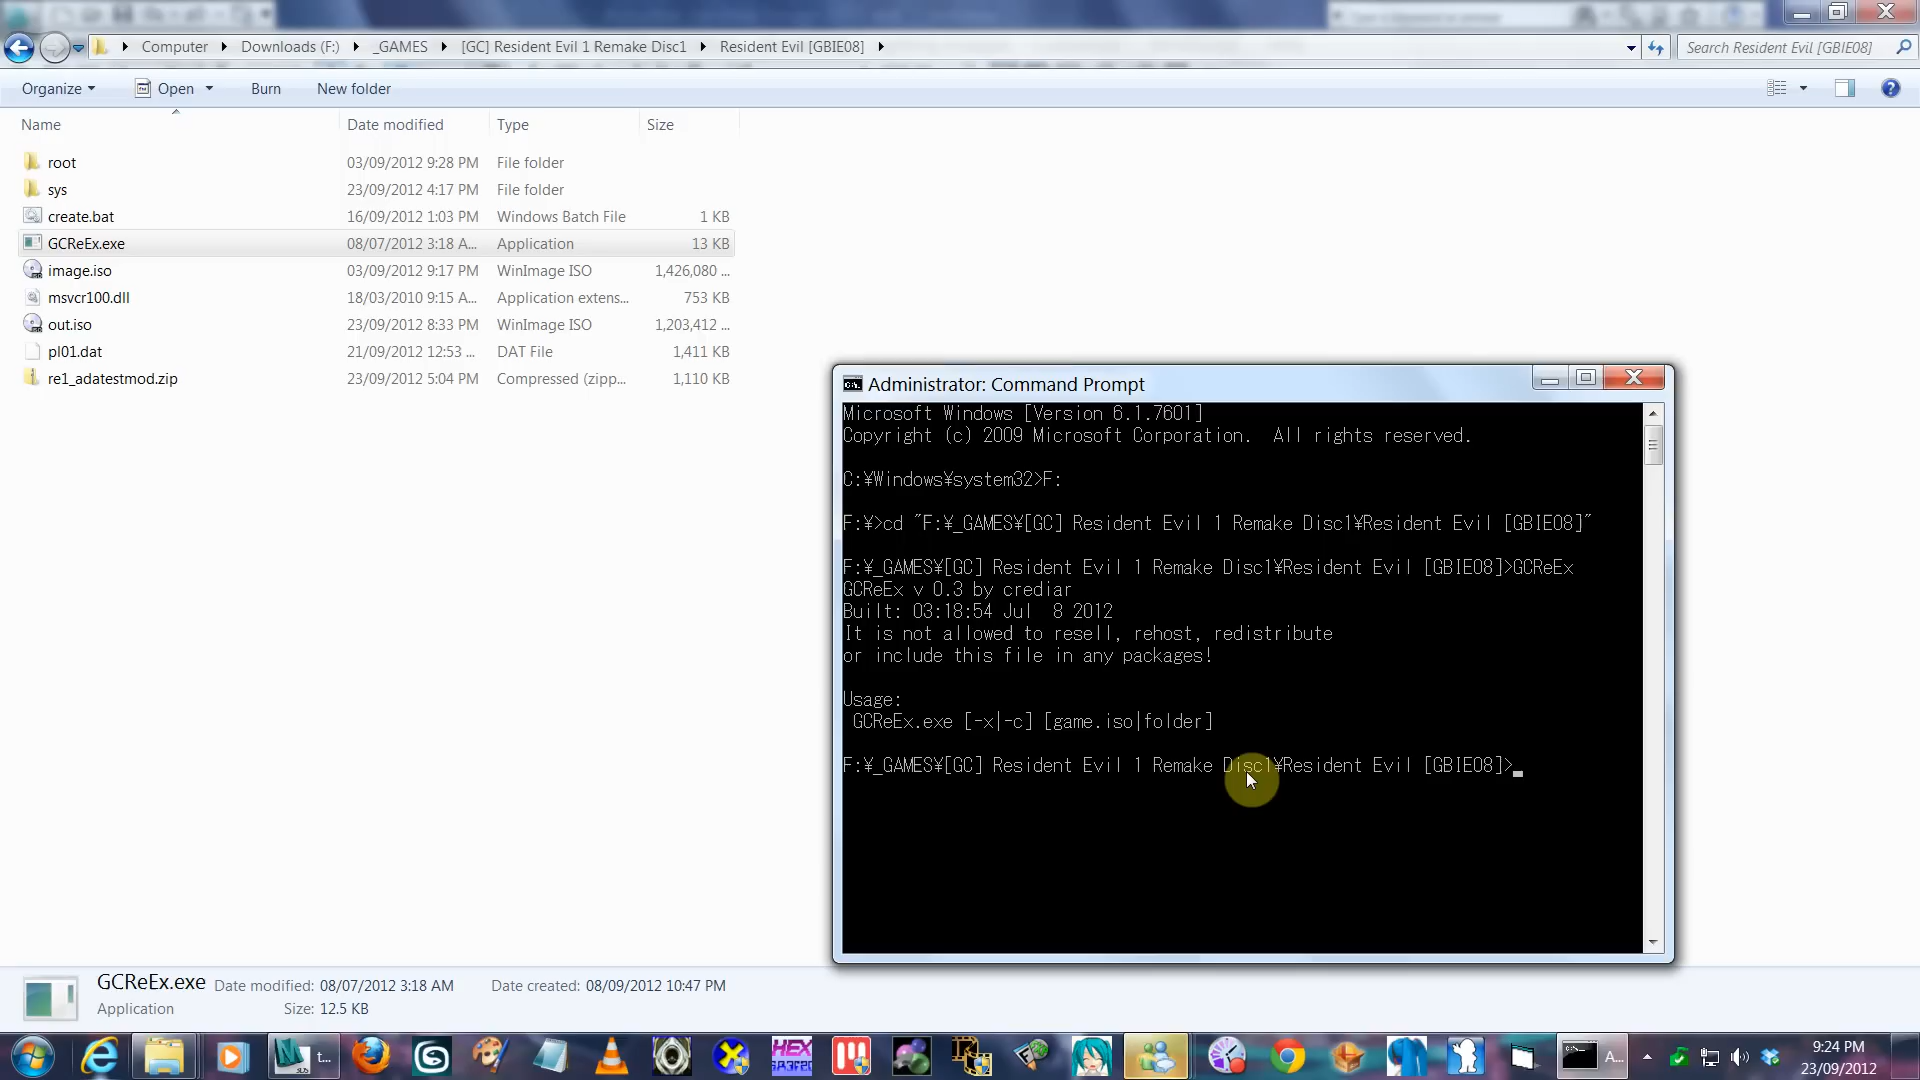 Computer Downloads (F:) _GAMES [GC] Resident Evil 1 Remake Disc1 Resident Evil [GBIE08] Search Resident Evil [GBIE08]
Organize Open Burn New folder
Name Date modified Type Size
root 03/09/2012 9:28 PM File folder
sys 23/09/2012 4:17 PM File folder
create.bat 16/09/2012 1:03 PM Windows Batch File 1 KB
GCReEx.exe 08/07/2012 3:18 A... Application 13 KB
image.iso 03/09/2012 9:17 PM WinImage ISO 1,426,080 ...
msvcr100.dll 18/03/2010 9:15 A... Application extens... 753 KB
out.iso 23/09/2012 8:33 PM WinImage ISO 1,203,412 ...
pl01.dat 21/09/2012 12:53 ... DAT File 1,411 KB
re1_adatestmod.zip 23/09/2012 5:04 PM Compressed (zipp... 1,110 KB
Administrator: Command Prompt
Microsoft Windows [Version 6.1.7601]
Copyright (c) 2009 Microsoft Corporation.  All rights reserved.
C:¥Windows¥system32>F:
F:¥>cd "F:¥_GAMES¥[GC] Resident Evil 1 Remake Disc1¥Resident Evil [GBIE08]"
F:¥_GAMES¥[GC] Resident Evil 1 Remake Disc1¥Resident Evil [GBIE08]>GCReEx
GCReEx v 0.3 by crediar
Built: 03:18:54 Jul  8 2012
It is not allowed to resell, rehost, redistribute
or include this file in any packages!
Usage:
GCReEx.exe [-x|-c] [game.iso|folder]
F:¥_GAMES¥[GC] Resident Evil 1 Remake Disc1¥Resident Evil [GBIE08]>_
GCReEx.exe Date modified: 08/07/2012 3:18 AM Date created: 08/09/2012 10:47 PM
Application Size: 12.5 KB
t... A... 9:24 PM
23/09/2012